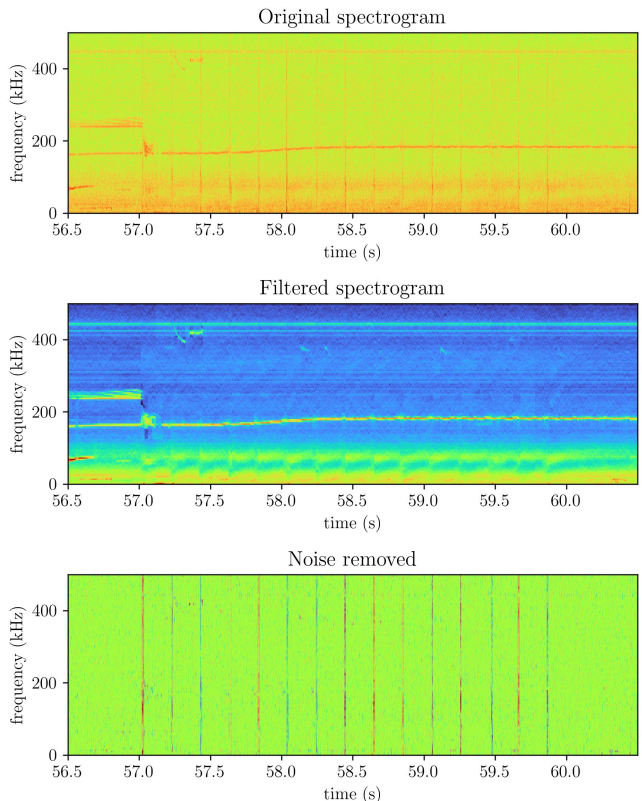 Original spectrogram
400
200
0
frequency (kHz)
56.5 57.0 57.5 58.0 58.5 59.0 59.5 60.0
time (s)
Filtered spectrogram
400
200
0
frequency (kHz)
56.5 57.0 57.5 58.0 58.5 59.0 59.5 60.0
time (s)
Noise removed
400
200
0
frequency (kHz)
56.5 57.0 57.5 58.0 58.5 59.0 59.5 60.0
time (s)